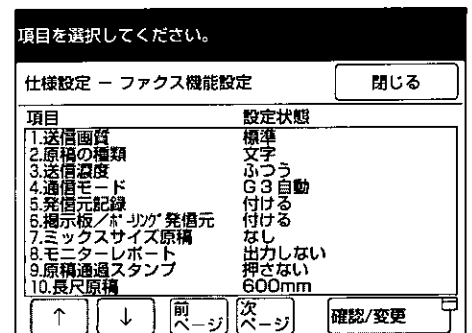 項目を選択してください。
仕様設定 − ファクス機能設定 閉じる
項目 設定状態
1.送信画質 標準
2.原稿の種類 文字
3.送信濃度 ふつう
4.通信モード G3自動
5.発信元記録 付ける
6.掲示板/ポーリング発信元 付ける
7.ミックスサイズ原稿 なし
8.モニターレポート 出力しない
9.原稿通過スタンプ 押さない
10.長尺原稿 600mm
↑ ↓ 前ページ 次ページ 確認/変更